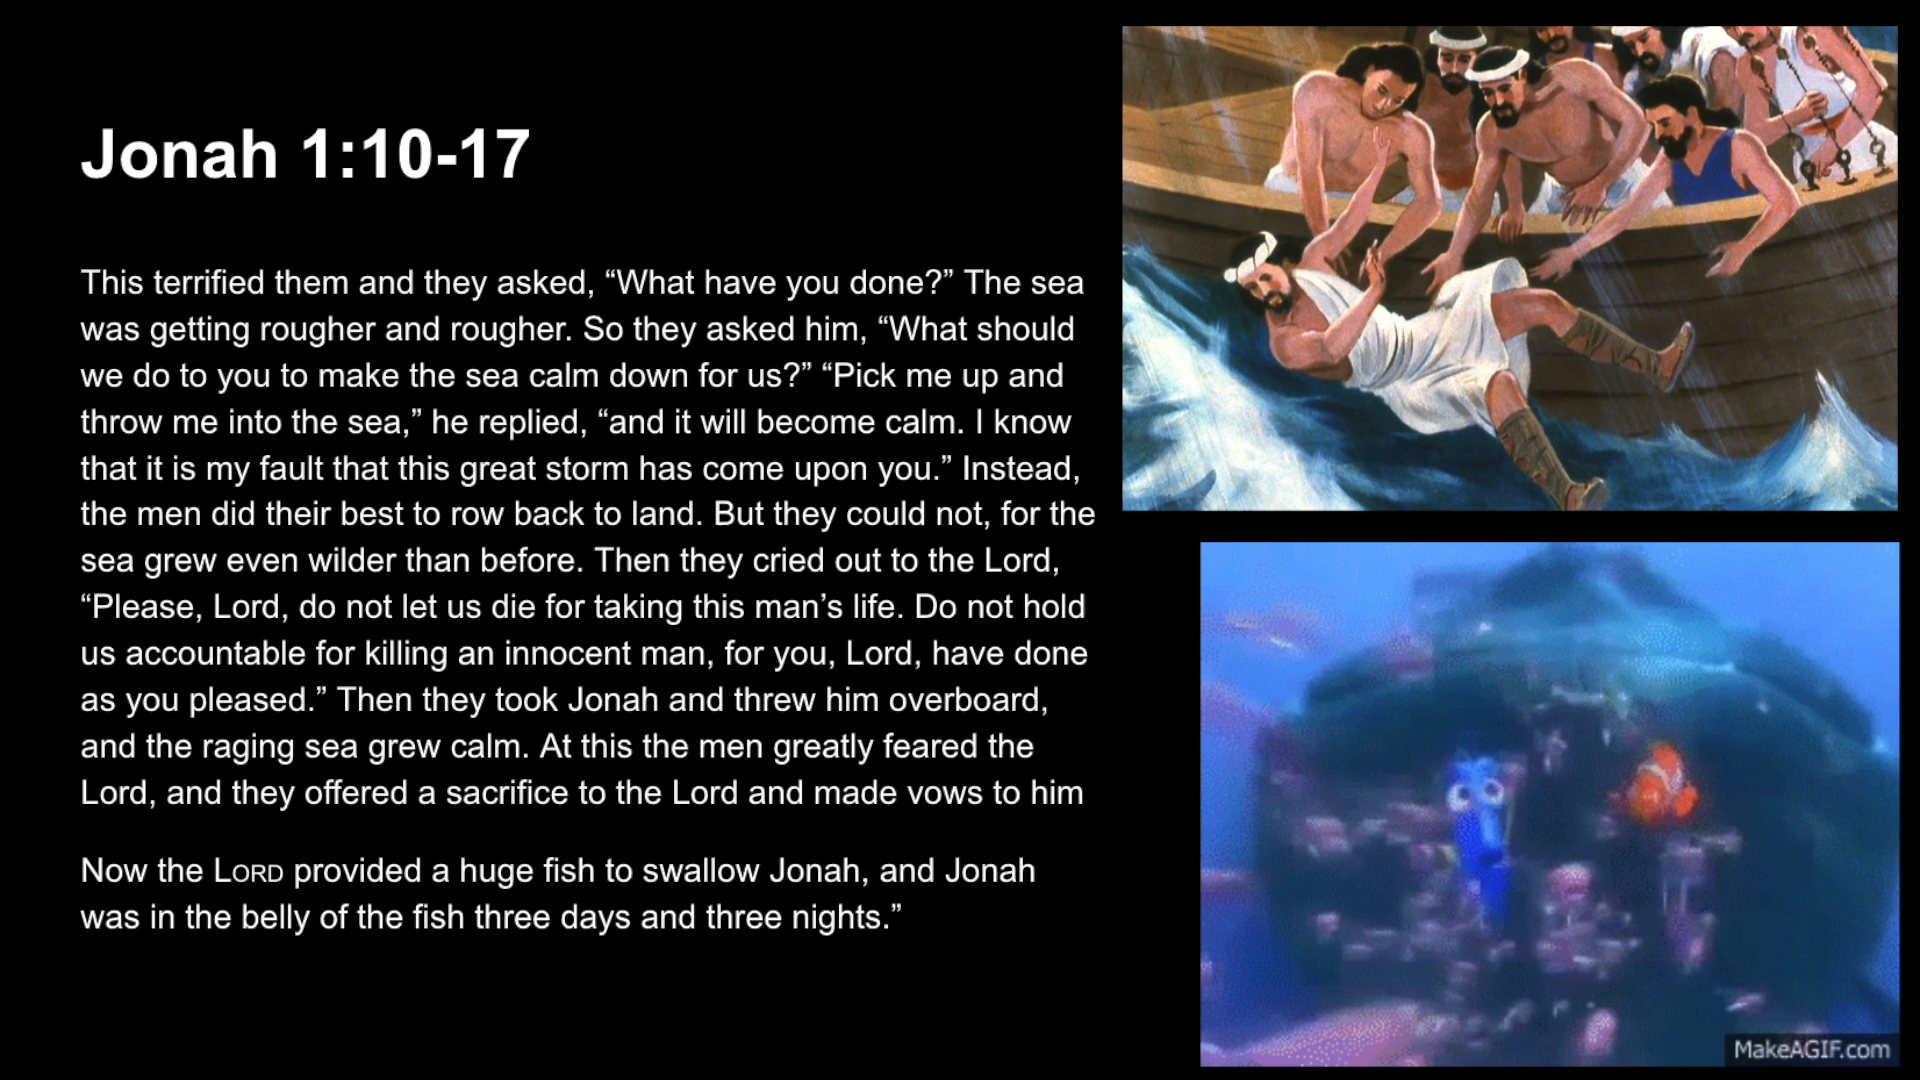 Jonah 1:10-17
This terrified them and they asked, “What have you done?” The sea
was getting rougher and rougher. So they asked him, “What should
we do to you to make the sea calm down for us?” “Pick me up and
throw me into the sea,” he replied, “and it will become calm. I know
that it is my fault that this great storm has come upon you.” Instead,
the men did their best to row back to land. But they could not, for the
sea grew even wilder than before. Then they cried out to the Lord,
“Please, Lord, do not let us die for taking this man’s life. Do not hold
us accountable for killing an innocent man, for you, Lord, have done
as you pleased.” Then they took Jonah and threw him overboard,
and the raging sea grew calm. At this the men greatly feared the
Lord, and they offered a sacrifice to the Lord and made vows to him
Now the LORD provided a huge fish to swallow Jonah, and Jonah
was in the belly of the fish three days and three nights.”
MakeAGIF.com